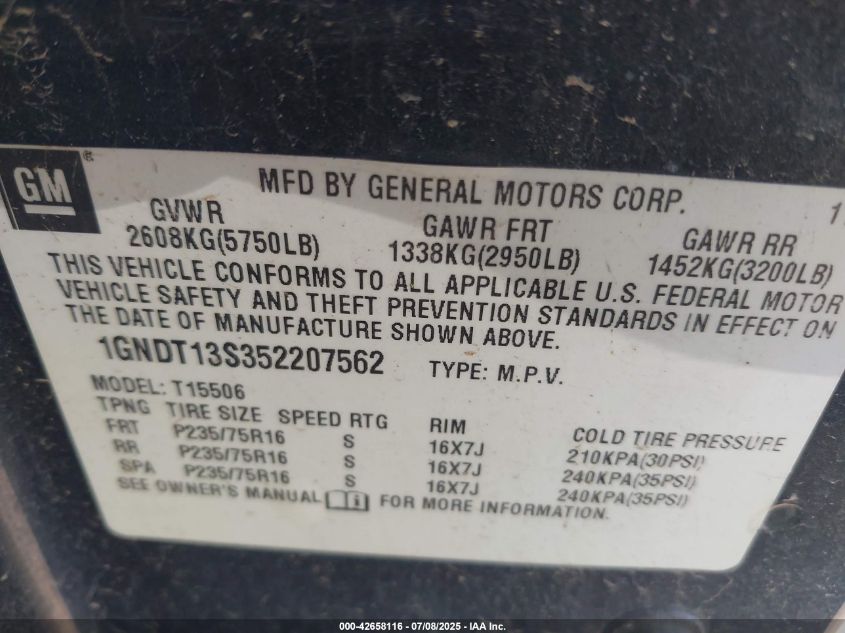 GM®
MFD BY GENERAL MOTORS CORP. 1
GVWR GAWR FRT GAWR RR
2608KG(5750LB) 1338KG(2950LB) 1452KG(3200LB)
THIS VEHICLE CONFORMS TO ALL APPLICABLE U.S. FEDERAL MOTOR
VEHICLE SAFETY AND THEFT PREVENTION STANDARDS IN EFFECT ON
THE DATE OF MANUFACTURE SHOWN ABOVE.
1GNDT13S352207562 TYPE: M.P.V.
MODEL: T15506
TPNG TIRE SIZE SPEED RTG RIM COLD TIRE PRESSURE
FRT P235/75R16 S 16X7J 210KPA(30PSI)
RR P235/75R16 S 16X7J 240KPA(35PSI)
SPA P235/75R16 S 16X7J 240KPA(35PSI)
SEE OWNER'S MANUAL FOR MORE INFORMATION.
000-42658116 - 07/08/2025 - IAA Inc.